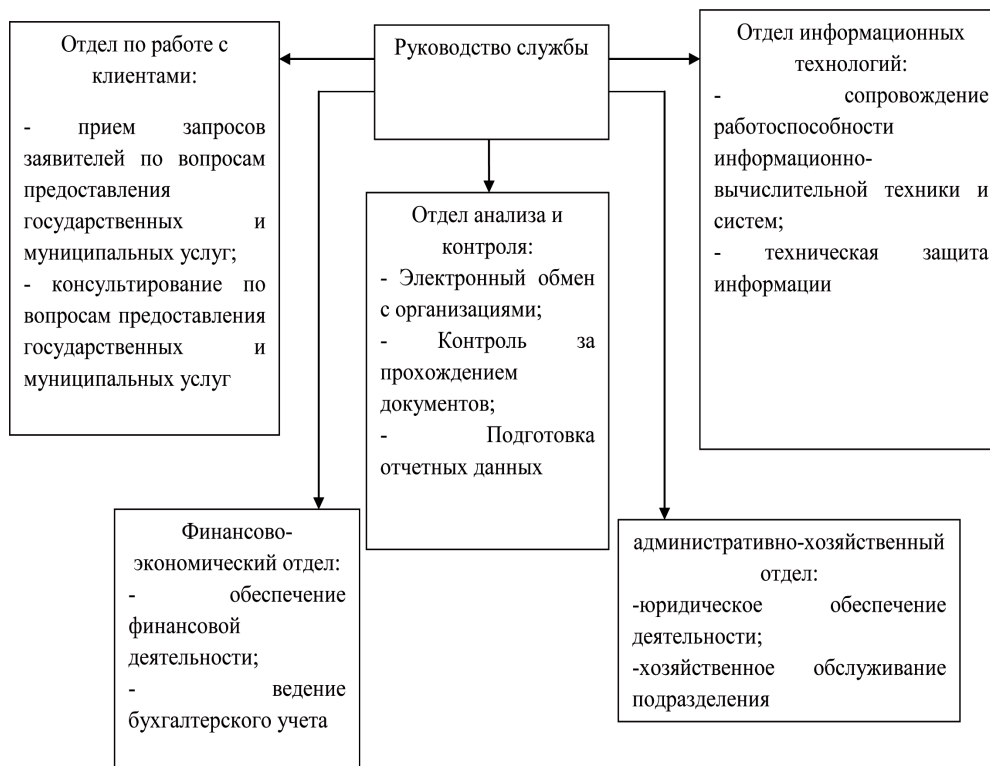 Отдел по работе с
клиентами:
- прием запросов
заявителей по вопросам
предоставления
государственных и
муниципальных услуг;
- консультирование по
вопросам предоставления
государственных и
муниципальных услуг
Руководство службы
Отдел информационных
технологий:
- сопровождение
работоспособности
информационно-
вычислительной техники и
систем;
- техническая защита
информации
Отдел анализа и
контроля:
- Электронный обмен
с организациями;
- Контроль за
прохождением
документов;
- Подготовка
отчетных данных
Финансово-
экономический отдел:
- обеспечение
финансовой
деятельности;
- ведение
бухгалтерского учета
административно-хозяйственный
отдел:
-юридическое обеспечение
деятельности;
-хозяйственное обслуживание
подразделения